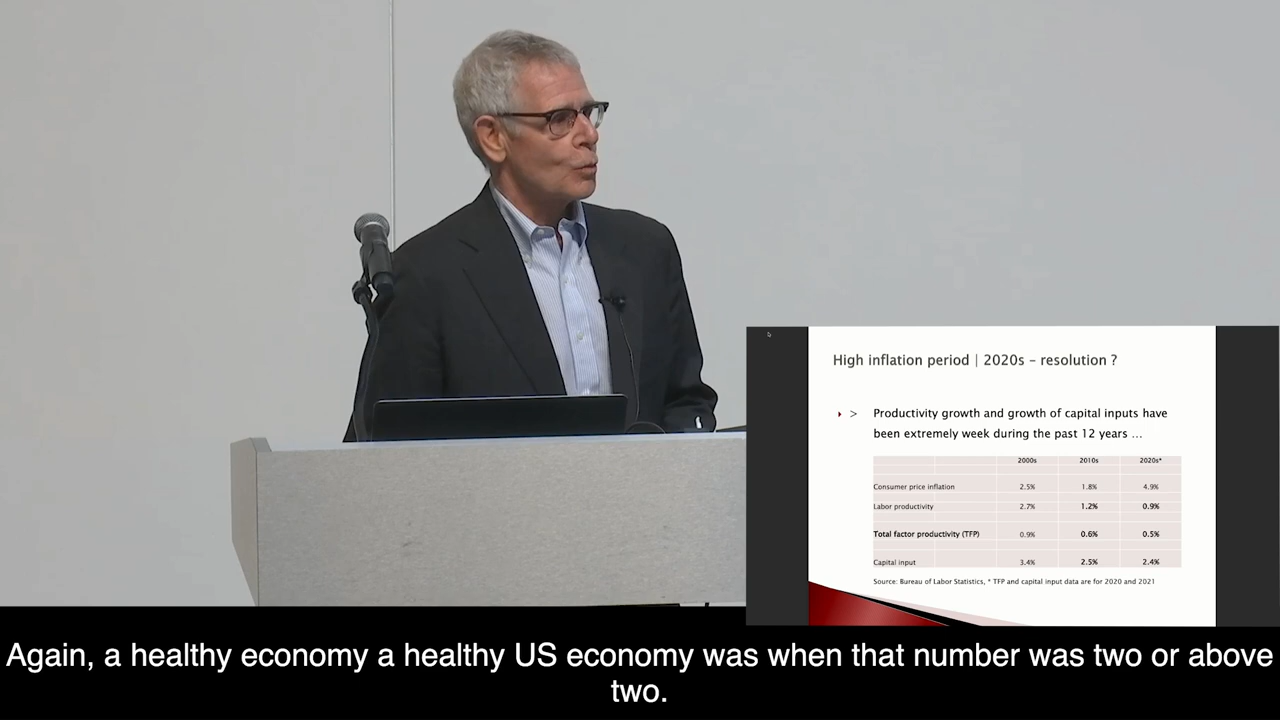 High inflation period | 2020s – resolution ?
> Productivity growth and growth of capital inputs have
been extremely week during the past 12 years ...
2000s 2010s 2020s*
Consumer price inflation 2.5% 1.8% 4.9%
Labor productivity 2.7% 1.2% 0.9%
Total factor productivity (TFP) 0.9% 0.6% 0.5%
Capital input 3.4% 2.5% 2.4%
Source: Bureau of Labor Statistics, * TFP and capital input data are for 2020 and 2021
Again, a healthy economy a healthy US economy was when that number was two or above
two.